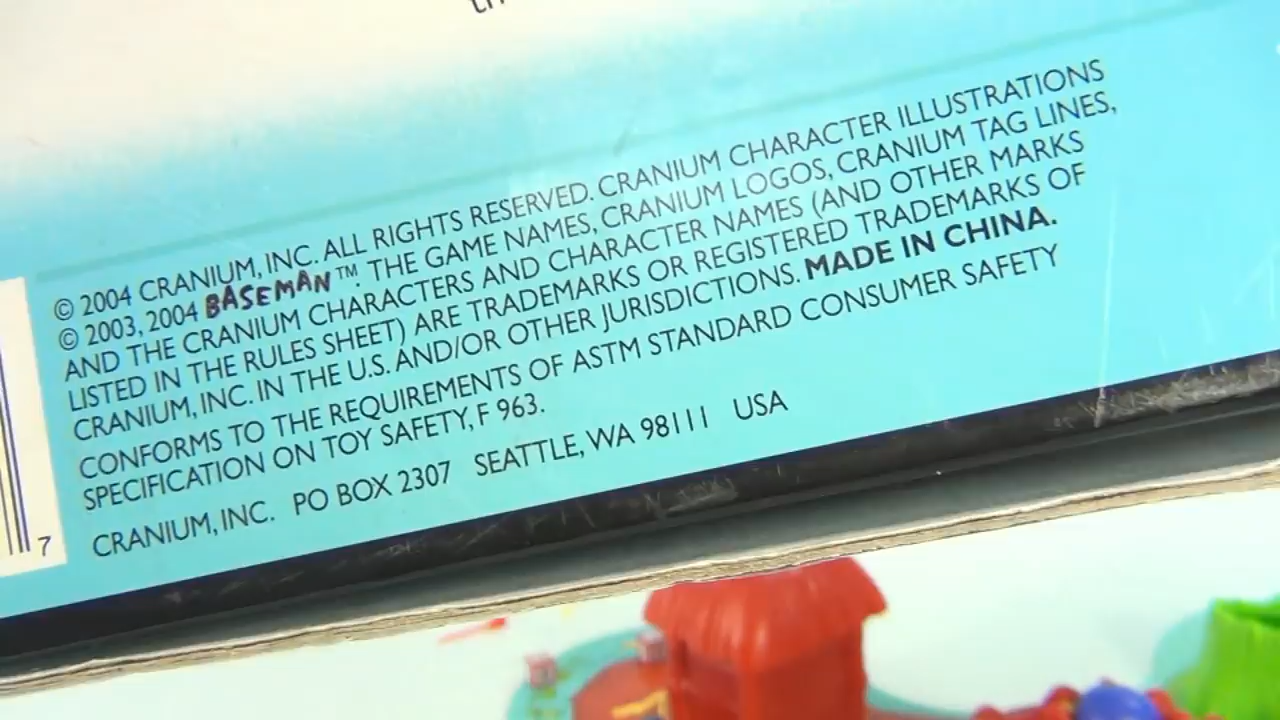 © 2004 CRANIUM, INC. ALL RIGHTS RESERVED. CRANIUM CHARACTER ILLUSTRATIONS
© 2003, 2004 BASEMAN™. THE GAME NAMES, CRANIUM LOGOS, CRANIUM TAG LINES,
AND THE CRANIUM CHARACTERS AND CHARACTER NAMES (AND OTHER MARKS
LISTED IN THE RULES SHEET) ARE TRADEMARKS OR REGISTERED TRADEMARKS OF
CRANIUM, INC. IN THE U.S. AND/OR OTHER JURISDICTIONS. MADE IN CHINA.
CONFORMS TO THE REQUIREMENTS OF ASTM STANDARD CONSUMER SAFETY
SPECIFICATION ON TOY SAFETY, F 963.
CRANIUM, INC. PO BOX 2307 SEATTLE, WA 98111 USA
7